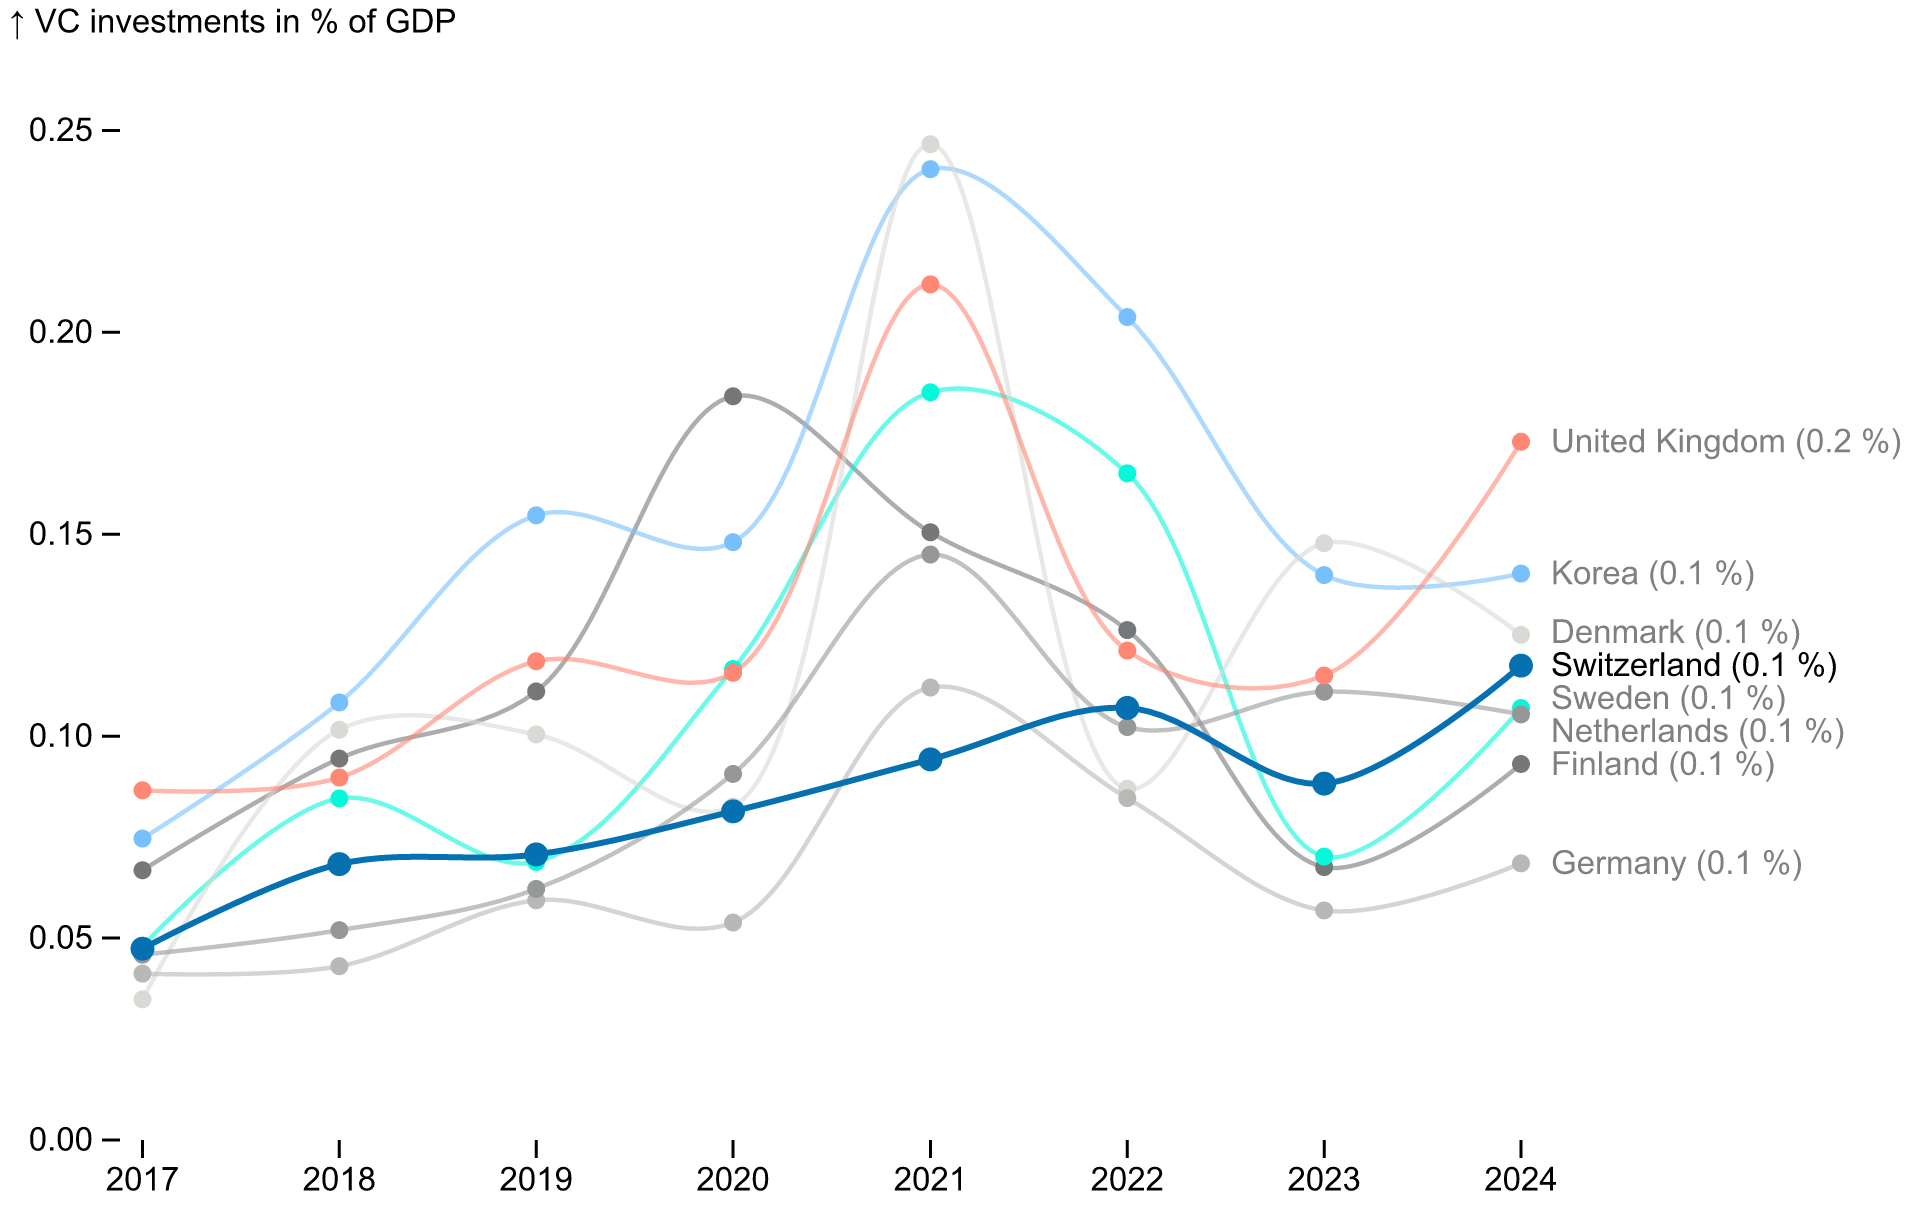 ↑ VC investments in % of GDP
0.25
0.20
0.15
0.10
0.05
0.00
United Kingdom (0.2 %)
Korea (0.1 %)
Denmark (0.1 %)
Switzerland (0.1 %)
Sweden (0.1 %)
Netherlands (0.1 %)
Finland (0.1 %)
Germany (0.1 %)
2017 2018 2019 2020 2021 2022 2023 2024